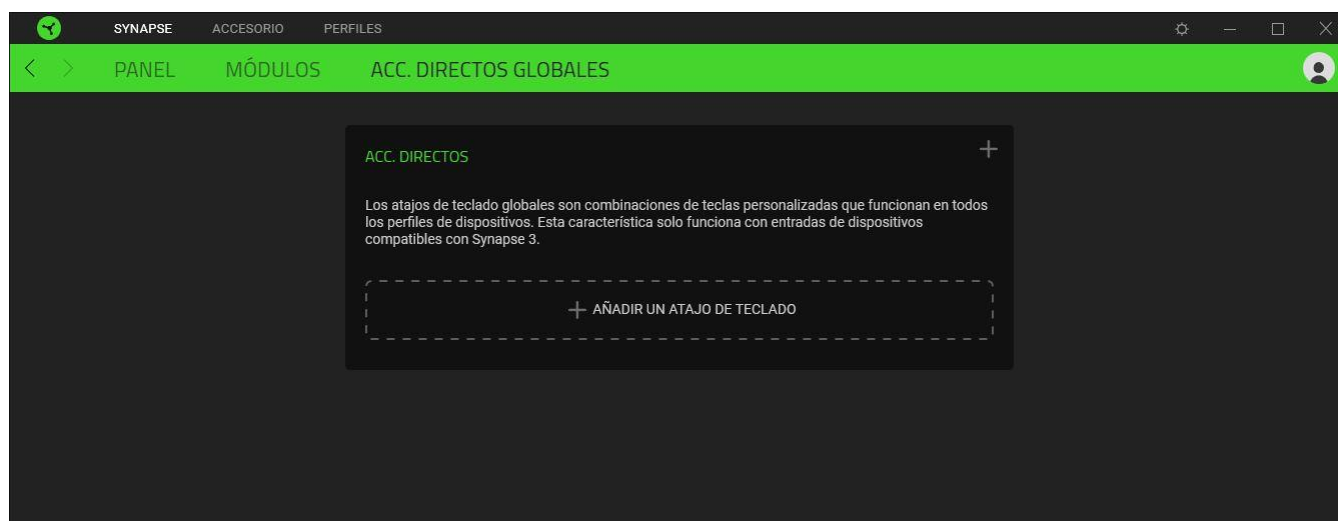 SYNAPSE ACCESORIO PERFILES
PANEL MÓDULOS ACC. DIRECTOS GLOBALES
ACC. DIRECTOS
Los atajos de teclado globales son combinaciones de teclas personalizadas que funcionan en todos
los perfiles de dispositivos. Esta característica solo funciona con entradas de dispositivos
compatibles con Synapse 3.
AÑADIR UN ATAJO DE TECLADO